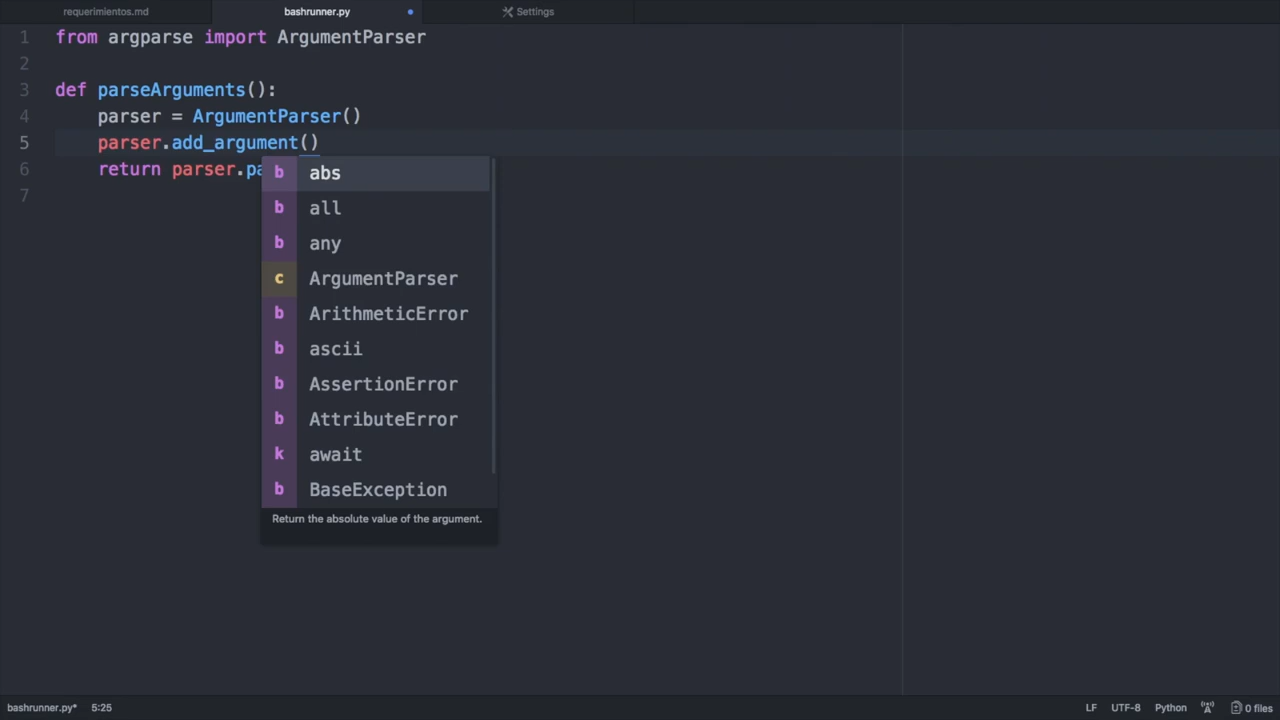 requerimientos.md
bashrunner.py
Settings
1 from argparse import ArgumentParser
2
3 def parseArguments():
4 parser = ArgumentParser()
5 parser.add_argument()
6 return parser.pa
7
b abs
b all
b any
c ArgumentParser
b ArithmeticError
b ascii
b AssertionError
b AttributeError
k await
b BaseException
Return the absolute value of the argument.
bashrunner.py* 5:25
LF UTF-8 Python 0 files